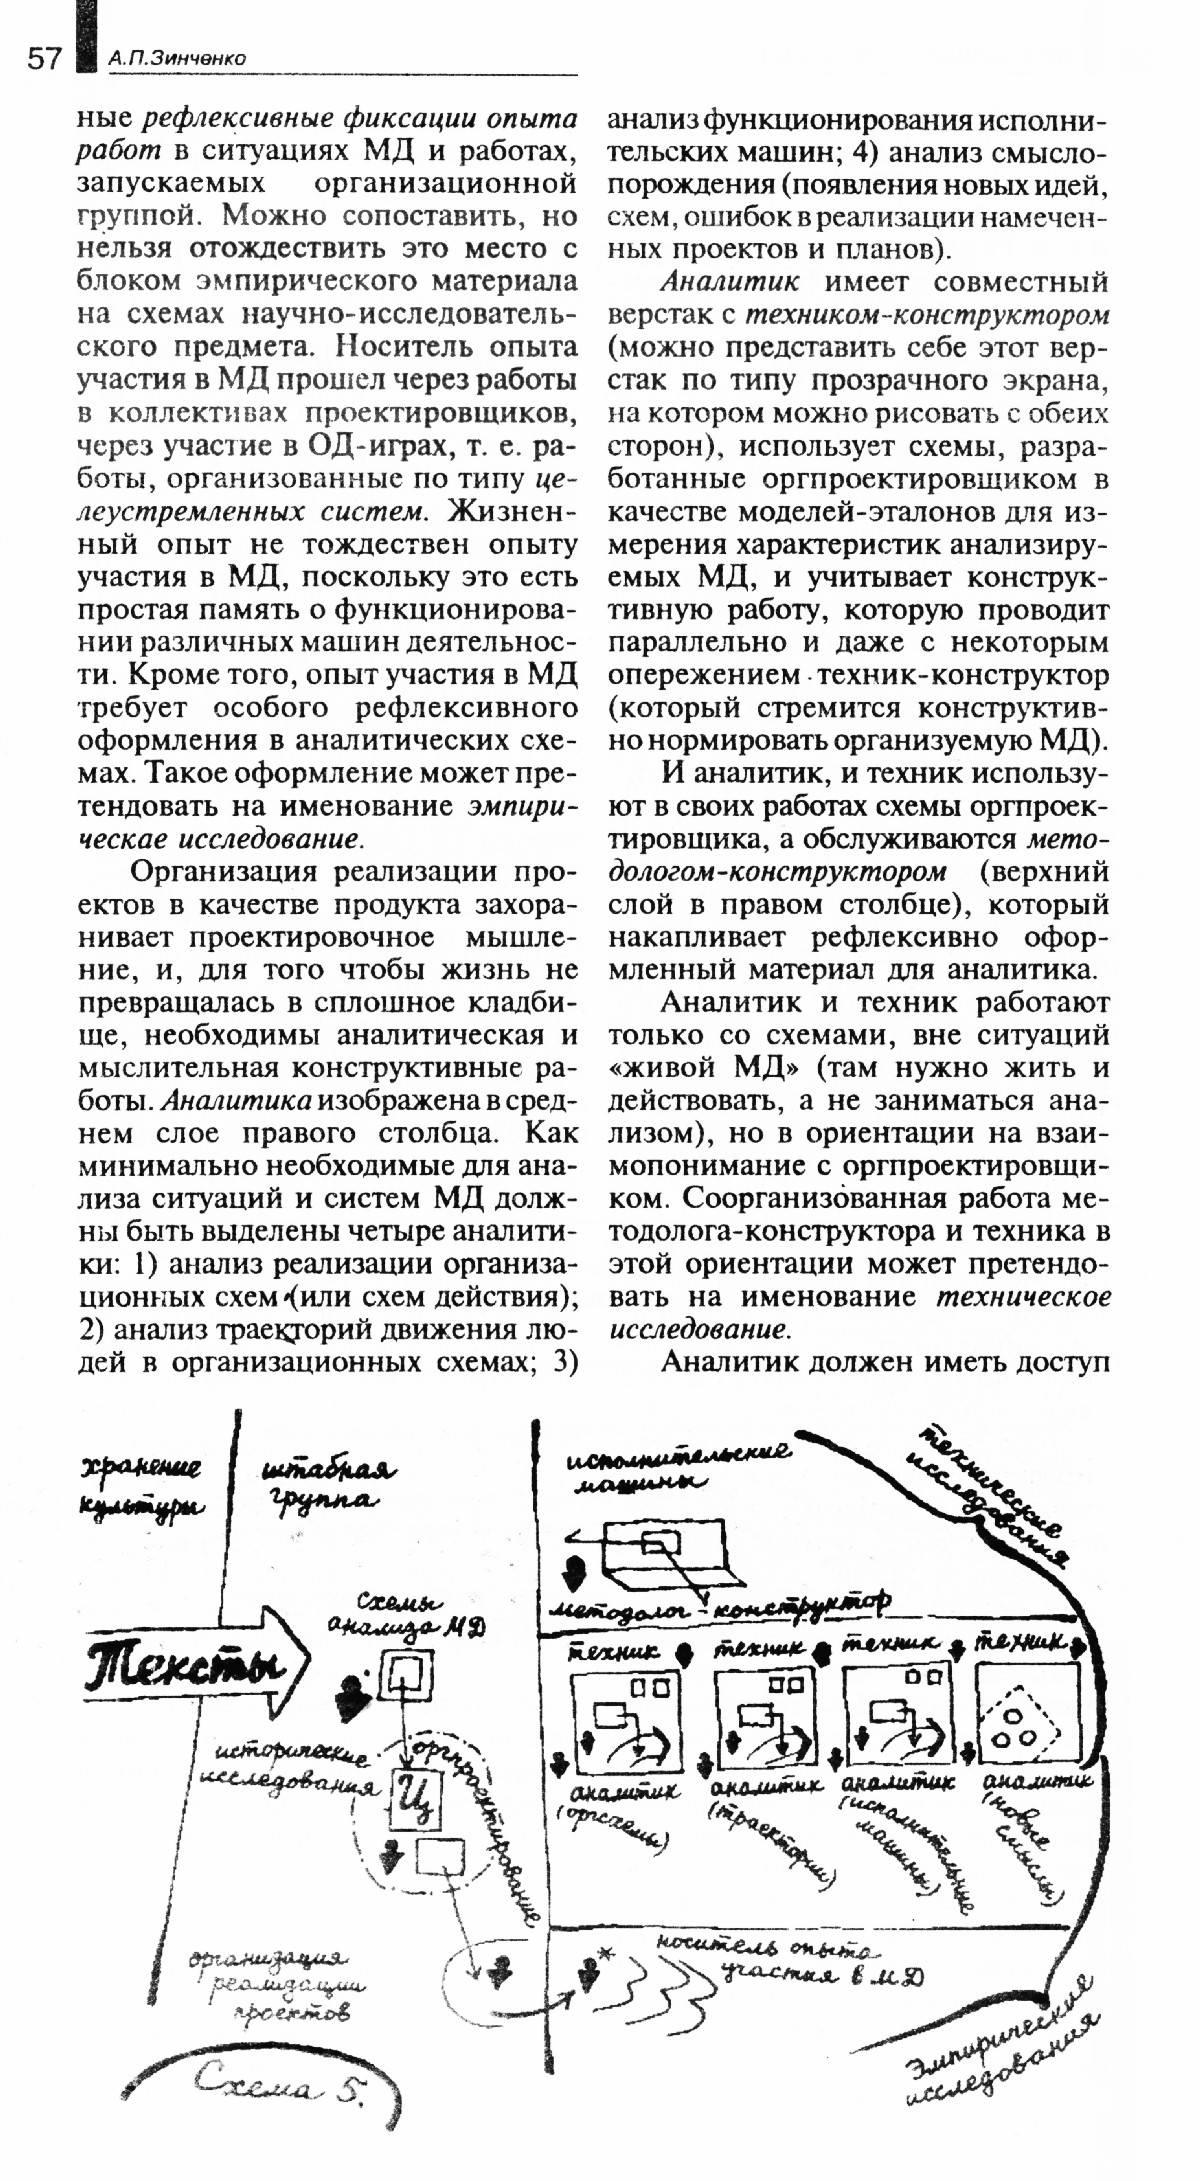 57
А.П.Зинченко
ные рефлексивные фиксации опыта
работ в ситуациях МД и работах,
запускаемых организационной
группой. Можно сопоставить, но
нельзя отождествить это место с
блоком эмпирического материала
на схемах научно-исследователь-
ского предмета. Носитель опыта
участия в МД прошел через работы
в коллективах проектировщиков,
через участие в ОД-играх, т. е. ра-
боты, организованные по типу це-
леустремленных систем. Жизнен-
ный опыт не тождествен опыту
участия в МД, поскольку это есть
простая память о функционирова-
нии различных машин деятельнос-
ти. Кроме того, опыт участия в МД
требует особого рефлексивного
оформления в аналитических схе-
мах. Такое оформление может пре-
тендовать на именование эмпири-
ческае исследование.
Организация реализации про-
ектов в качестве продукта захора-
нивает проектировочное мышле-
ние, и, для того чтобы жизнь не
превращалась в сплошное кладби-
ще, необходимы аналитическая и
мыслительная конструктивные ра-
боты. Аналитика изображена в сред-
нем слое правого столбца. Как
минимально необходимые для ана-
лиза ситуаций и систем МД долж-
ны быть выделены четыре аналити-
ки: 1) анализ реализации организа-
ционных схем (или схем действия);
2) анализ траекторий движения лю-
дей в организационных схемах; 3)
анализ функционирования исполни-
тельских машин; 4) анализ смысло-
порождения (появления новых идей,
схем, ошибок в реализации намечен-
ных проектов и планов).
Аналитик имеет совместный
верстак с техником-конструктором
(можно представить себе этот вер-
стак по типу прозрачного экрана,
на котором можно рисовать с обеих
сторон), использует схемы, разра-
ботанные оргпроектировщиком в
качестве моделей-эталонов для из-
мерения характеристик анализиру-
емых МД, и учитывает конструк-
тивную работу, которую проводит
параллельно и даже с некоторым
опережением техник-конструктор
(который стремится конструктив-
но нормировать организуемую МД).
И аналитик, и техник использу-
ют в своих работах схемы оргпроек-
тировщика, а обслуживаются мето-
дологом-конструктором (верхний
слой в правом столбце), который
накапливает рефлексивно офор-
мленный материал для аналитика.
Аналитик и техник работают
только со схемами, вне ситуаций
«живой МД» (там нужно жить и
действовать, а не заниматься ана-
лизом), но в ориентации на взаи-
мопонимание с оргпроектировщи-
ком. Соорганизованная работа ме-
тодолога-конструктора и техника в
этой ориентации может претендо-
вать на именование техническое
исследование.
Аналитик должен иметь доступ
хранение
культуры
штабная
группа
исполнительские
машины
технические
исследования
методолог - конструктор
Схемы
анализа МД
Тексты
техник
техник
техник
техник
исторические
исследования
оргпроектирование
Ц
аналитик
(оргсхемы)
аналитик
(траектории)
аналитик
(исполнительные
машины)
аналитик
(новые
смыслы)
организация
реализации
проектов
носитель опыта
участия в МД
Эмпирические
исследования
Схема 5.